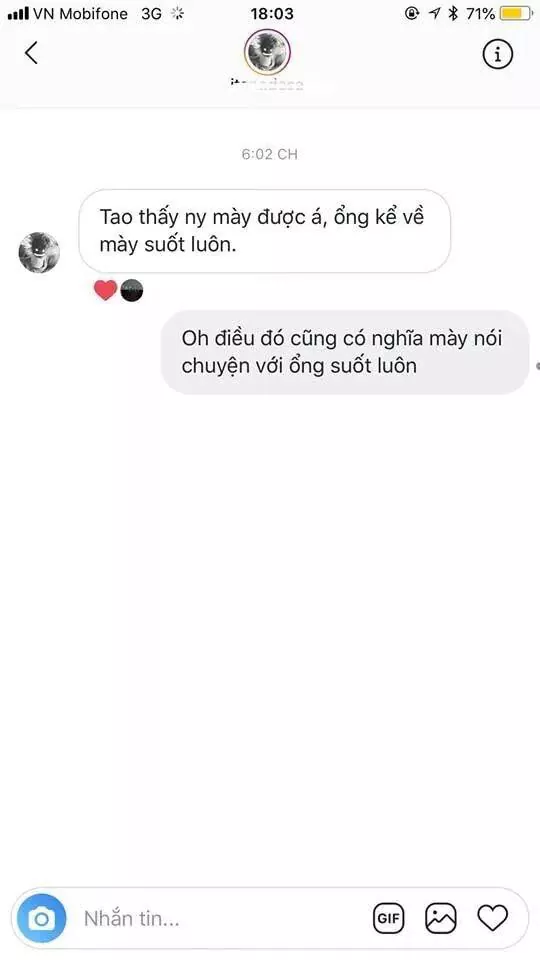 VN Mobifone 3G 18:03 71%
6:02 CH
Tao thấy ny mày được á, ổng kể về
mày suốt luôn.
Oh điều đó cũng có nghĩa mày nói
chuyện với ổng suốt luôn
Nhắn tin... GIF